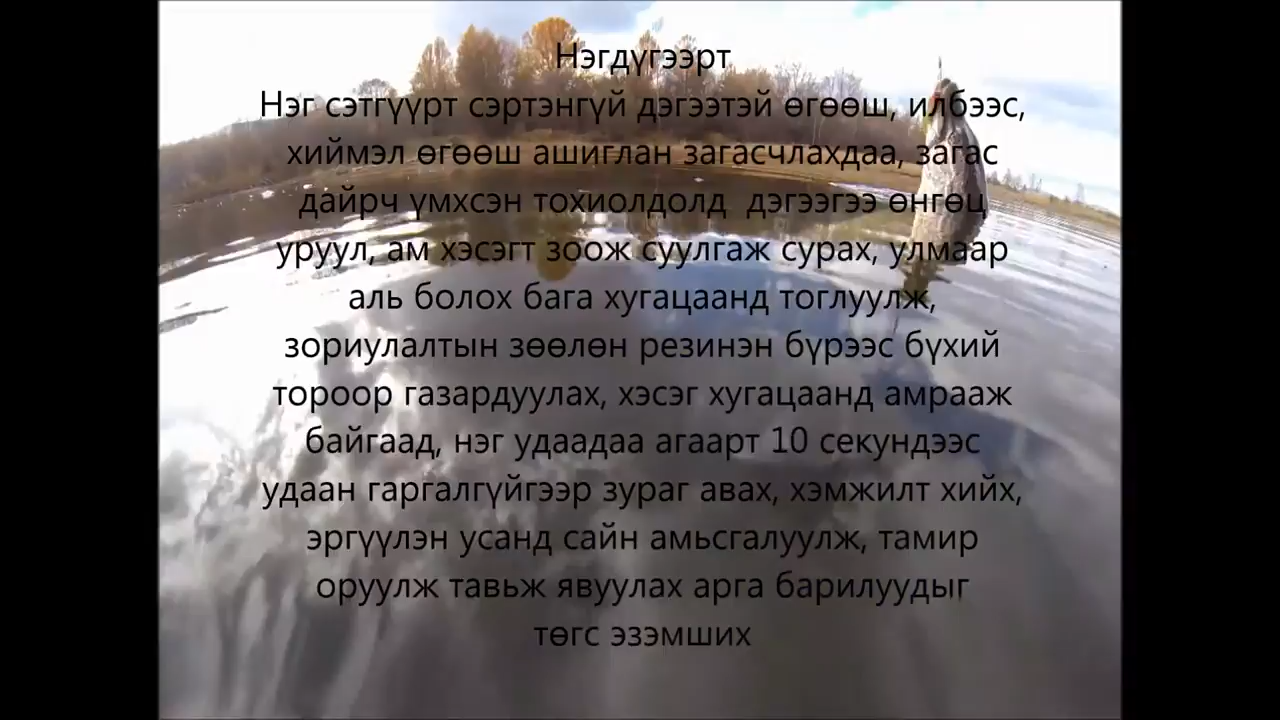 Нэгдүгээрт
Нэг сэтгүүрт сэртэнгүй дэгээтэй өгөөш, илбээс,
хиймэл өгөөш ашиглан загасчлахдаа, загас
дайрч үмхсэн тохиолдолд дэгээгээ өнгөц
уруул, ам хэсэгт зоож суулгаж сурах, улмаар
аль болох бага хугацаанд тоглуулж,
зориулалтын зөөлөн резинэн бүрээс бүхий
тороор газардуулах, хэсэг хугацаанд амрааж
байгаад, нэг удаадаа агаарт 10 секундээс
удаан гаргалгүйгээр зураг авах, хэмжилт хийх,
эргүүлэн усанд сайн амьсгалуулж, тамир
оруулж тавьж явуулах арга барилуудыг
төгс эзэмших